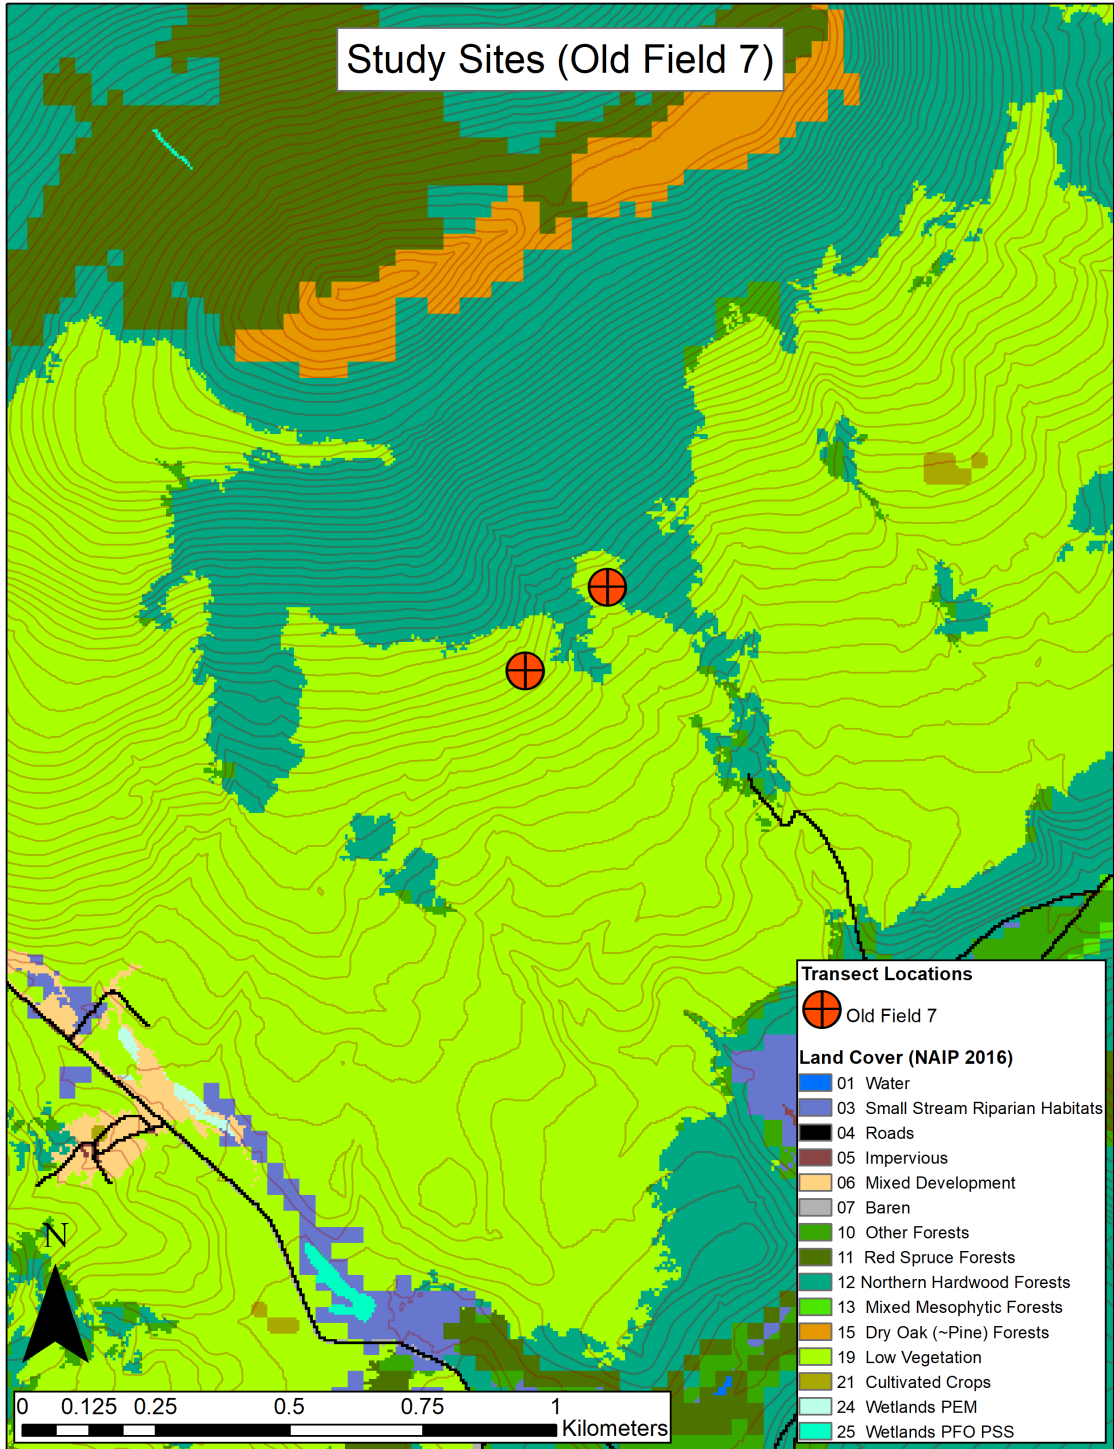 Study Sites (Old Field 7)
Transect Locations
Old Field 7
Land Cover (NAIP 2016)
01 Water
03 Small Stream Riparian Habitats
04 Roads
05 Impervious
06 Mixed Development
07 Baren
10 Other Forests
11 Red Spruce Forests
12 Northern Hardwood Forests
13 Mixed Mesophytic Forests
15 Dry Oak (~Pine) Forests
19 Low Vegetation
21 Cultivated Crops
24 Wetlands PEM
25 Wetlands PFO PSS
N
0 0.125 0.25 0.5 0.75 1
Kilometers